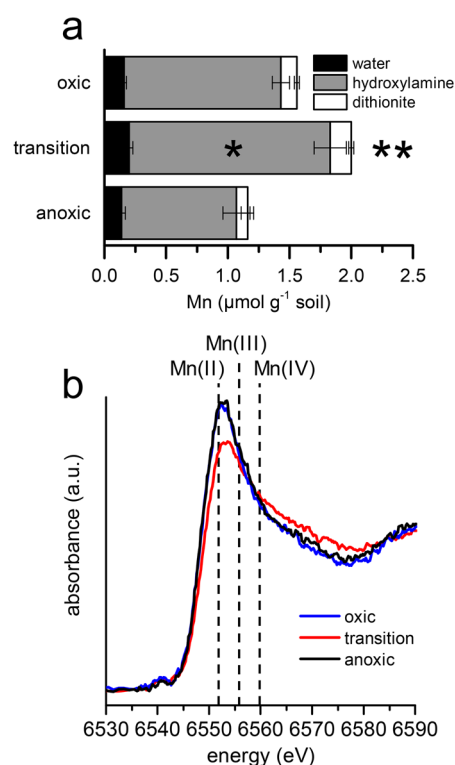 a
oxic
transition
anoxic
water
hydroxylamine
dithionite
* **
0.0 0.5 1.0 1.5 2.0 2.5
Mn (µmol g⁻¹ soil)
b
Mn(III)
Mn(II) Mn(IV)
absorbance (a.u.)
oxic
transition
anoxic
6530 6540 6550 6560 6570 6580 6590
energy (eV)